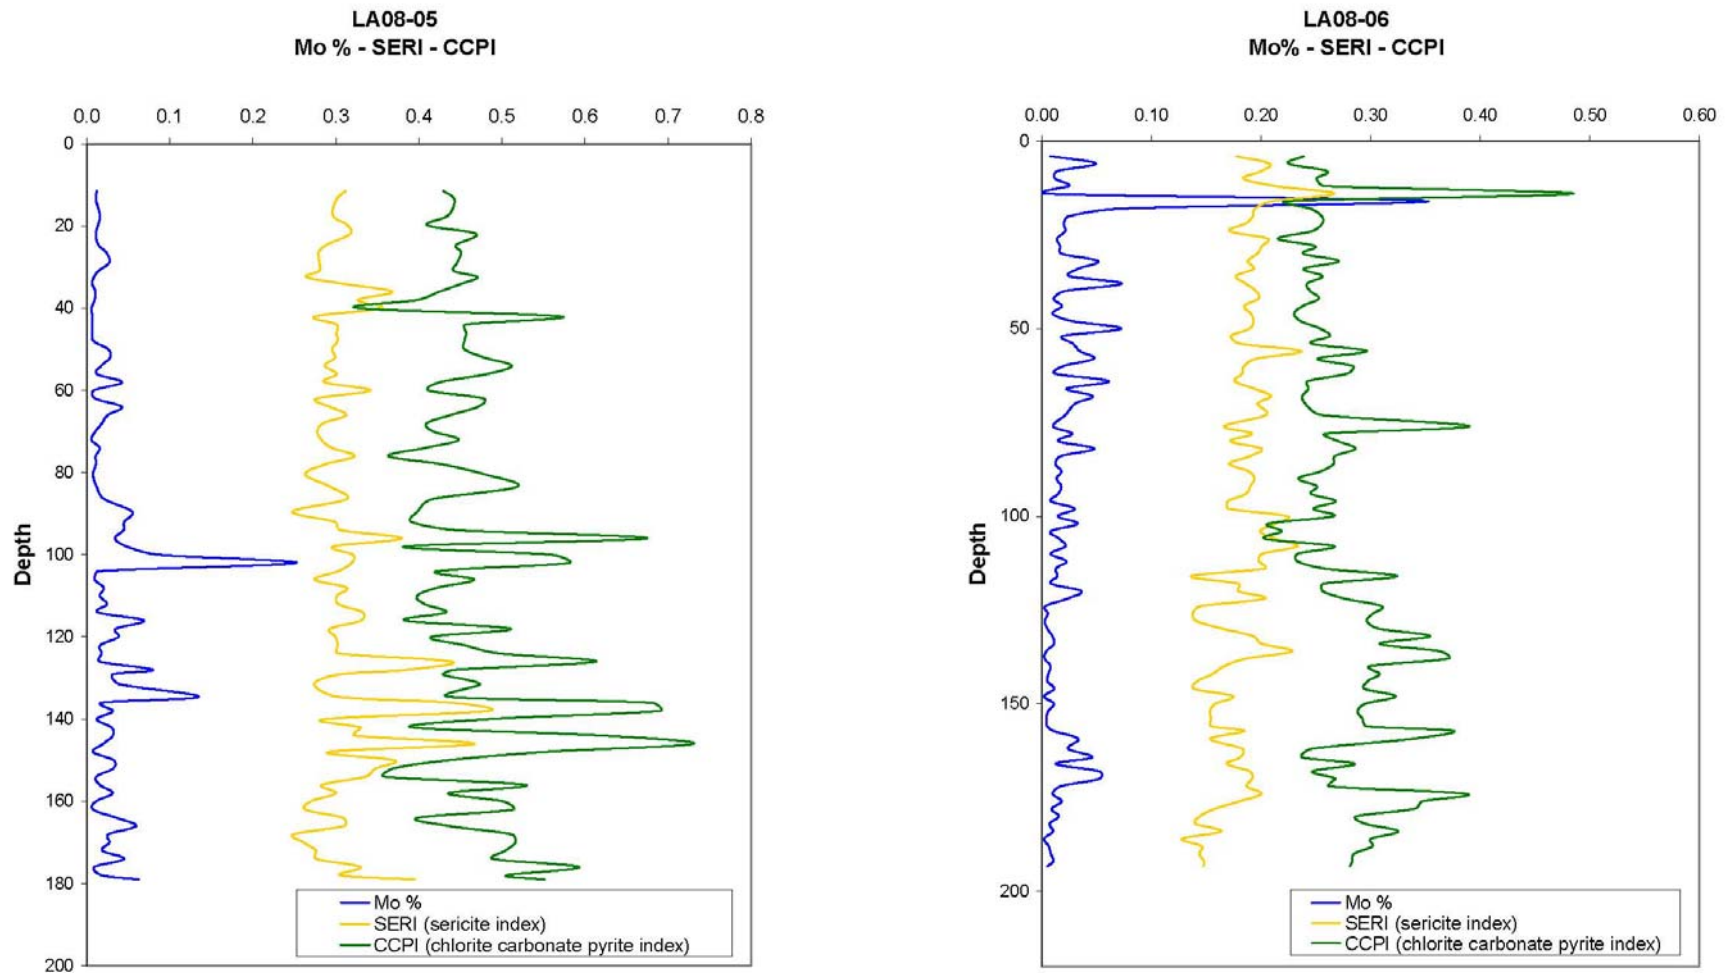 LA08-05
Mo % - SERI - CCPI
0.0 0.1 0.2 0.3 0.4 0.5 0.6 0.7 0.8
0
20
40
60
80
100
120
140
160
180
200
Depth
Mo %
SERI (sericite index)
CCPI (chlorite carbonate pyrite index)
LA08-06
Mo% - SERI - CCPI
0.00 0.10 0.20 0.30 0.40 0.50 0.60
0
50
100
150
200
Depth
Mo %
SERI (sericite index)
CCPI (chlorite carbonate pyrite index)